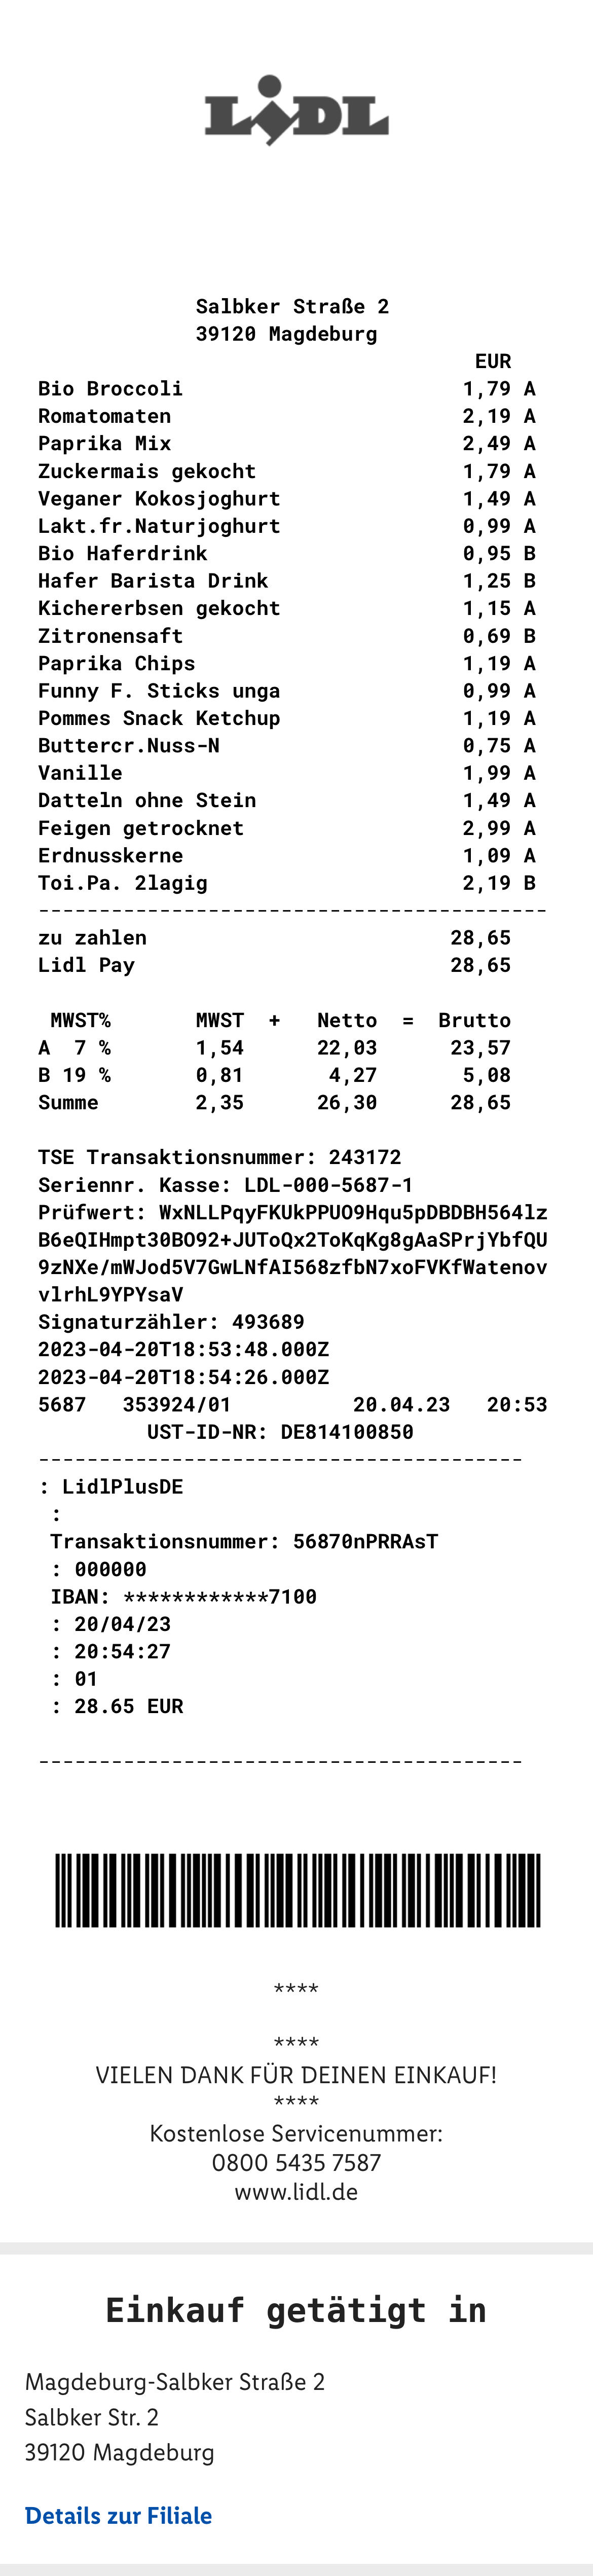 LIDL
Salbker Straße 2
39120 Magdeburg
EUR
Bio Broccoli 1,79 A
Romatomaten 2,19 A
Paprika Mix 2,49 A
Zuckermais gekocht 1,79 A
Veganer Kokosjoghurt 1,49 A
Lakt.fr.Naturjoghurt 0,99 A
Bio Haferdrink 0,95 B
Hafer Barista Drink 1,25 B
Kichererbsen gekocht 1,15 A
Zitronensaft 0,69 B
Paprika Chips 1,19 A
Funny F. Sticks unga 0,99 A
Pommes Snack Ketchup 1,19 A
Buttercr.Nuss-N 0,75 A
Vanille 1,99 A
Datteln ohne Stein 1,49 A
Feigen getrocknet 2,99 A
Erdnusskerne 1,09 A
Toi.Pa. 2lagig 2,19 B
------------------------------------------
zu zahlen 28,65
Lidl Pay 28,65
MWST% MWST + Netto = Brutto
A 7 % 1,54 22,03 23,57
B 19 % 0,81 4,27 5,08
Summe 2,35 26,30 28,65
TSE Transaktionsnummer: 243172
Seriennr. Kasse: LDL-000-5687-1
Prüfwert: WxNLLPqyFKUkPPUO9Hqu5pDBDBH564lz
B6eQIHmpt30BO92+JUToQx2ToKqKg8gAaSPrjYbfQU
9zNXe/mWJod5V7GwLNfAI568zfbN7xoFVKfWatenov
vlrhL9YPYsaV
Signaturzähler: 493689
2023-04-20T18:53:48.000Z
2023-04-20T18:54:26.000Z
5687 353924/01 20.04.23 20:53
UST-ID-NR: DE814100850
----------------------------------------
: LidlPlusDE
:
Transaktionsnummer: 56870nPRRAsT
: 000000
IBAN: ************7100
: 20/04/23
: 20:54:27
: 01
: 28.65 EUR
----------------------------------------
****
****
VIELEN DANK FÜR DEINEN EINKAUF!
****
Kostenlose Servicenummer:
0800 5435 7587
www.lidl.de
Einkauf getätigt in
Magdeburg-Salbker Straße 2
Salbker Str. 2
39120 Magdeburg
Details zur Filiale